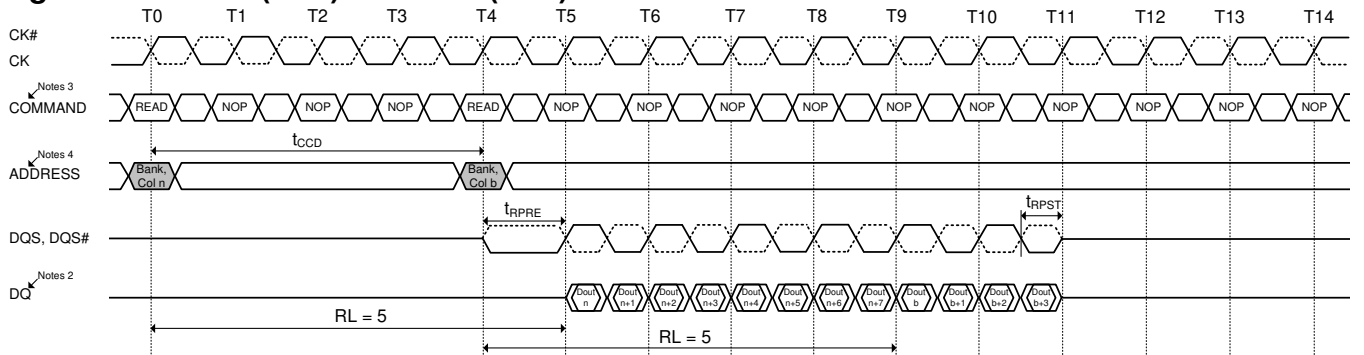 T0 T1 T2 T3 T4 T5 T6 T7 T8 T9 T10 T11 T12 T13 T14
CK#
CK
Notes 3
COMMAND READ NOP NOP NOP READ NOP NOP NOP NOP NOP NOP NOP NOP NOP NOP
tCCD
Notes 4
ADDRESS
Bank, Col n
Bank, Col b
tRPRE
tRPST
DQS, DQS#
Notes 2
DQ
Dout n
Dout n+1
Dout n+2
Dout n+3
Dout n+4
Dout n+5
Dout n+6
Dout n+7
Dout b
Dout b+1
Dout b+2
Dout b+3
RL = 5
RL = 5